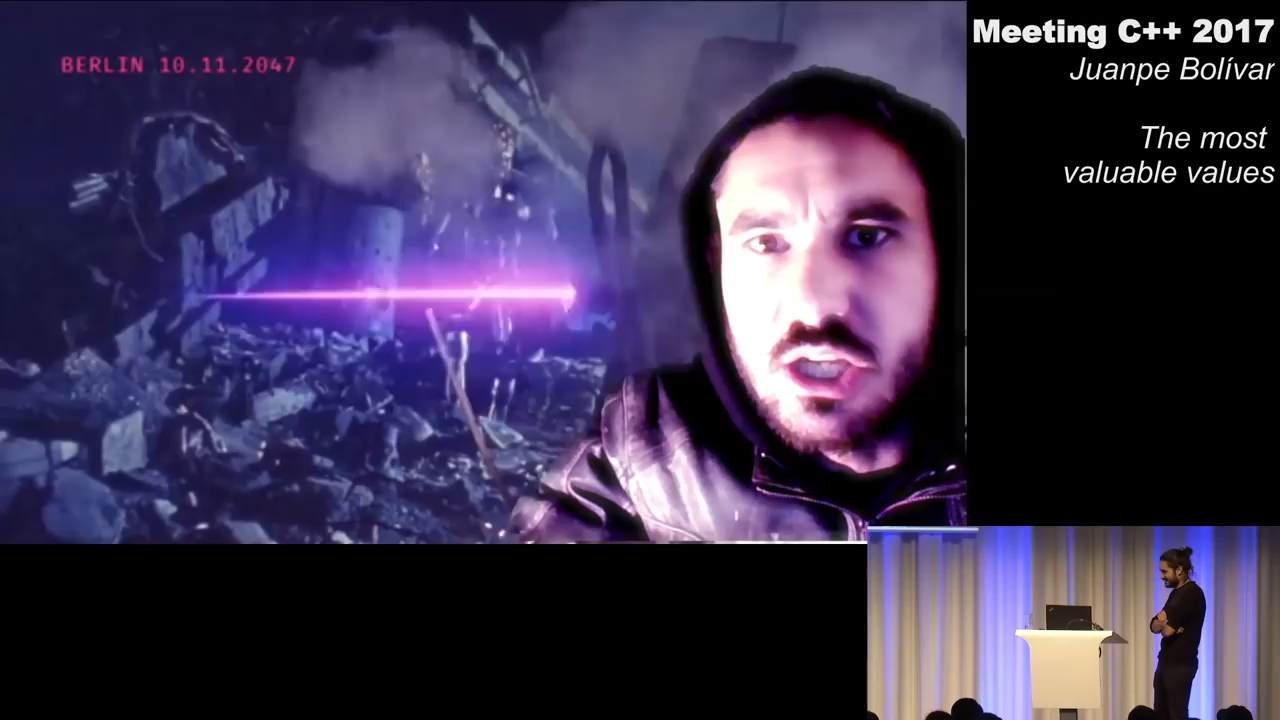 BERLIN 10.11.2047
Meeting C++ 2017
Juanpe Bolívar
The most
valuable values